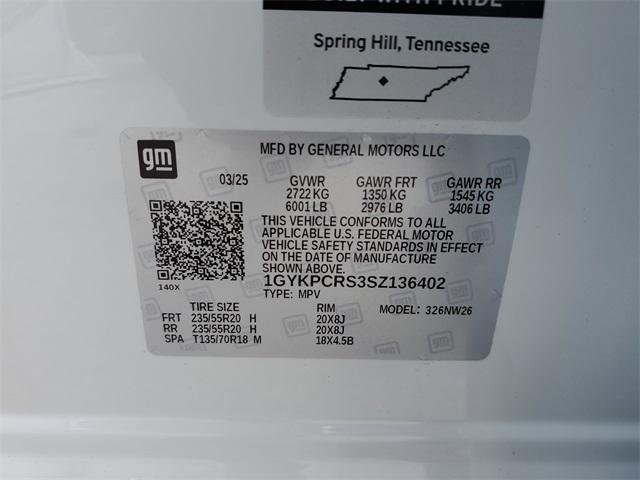 BUILT WITH PRIDE
Spring Hill, Tennessee
gm
MFD BY GENERAL MOTORS LLC
03/25 GVWR GAWR FRT GAWR RR
2722 KG 1350 KG 1545 KG
6001 LB 2976 LB 3406 LB
THIS VEHICLE CONFORMS TO ALL
APPLICABLE U.S. FEDERAL MOTOR
VEHICLE SAFETY STANDARDS IN EFFECT
ON THE DATE OF MANUFACTURE
SHOWN ABOVE.
140X 1GYKPCRS3SZ136402
TYPE: MPV
TIRE SIZE RIM MODEL: 326NW26
FRT 235/55R20 H 20X8J
RR 235/55R20 H 20X8J
SPA T135/70R18 M 18X4.5B